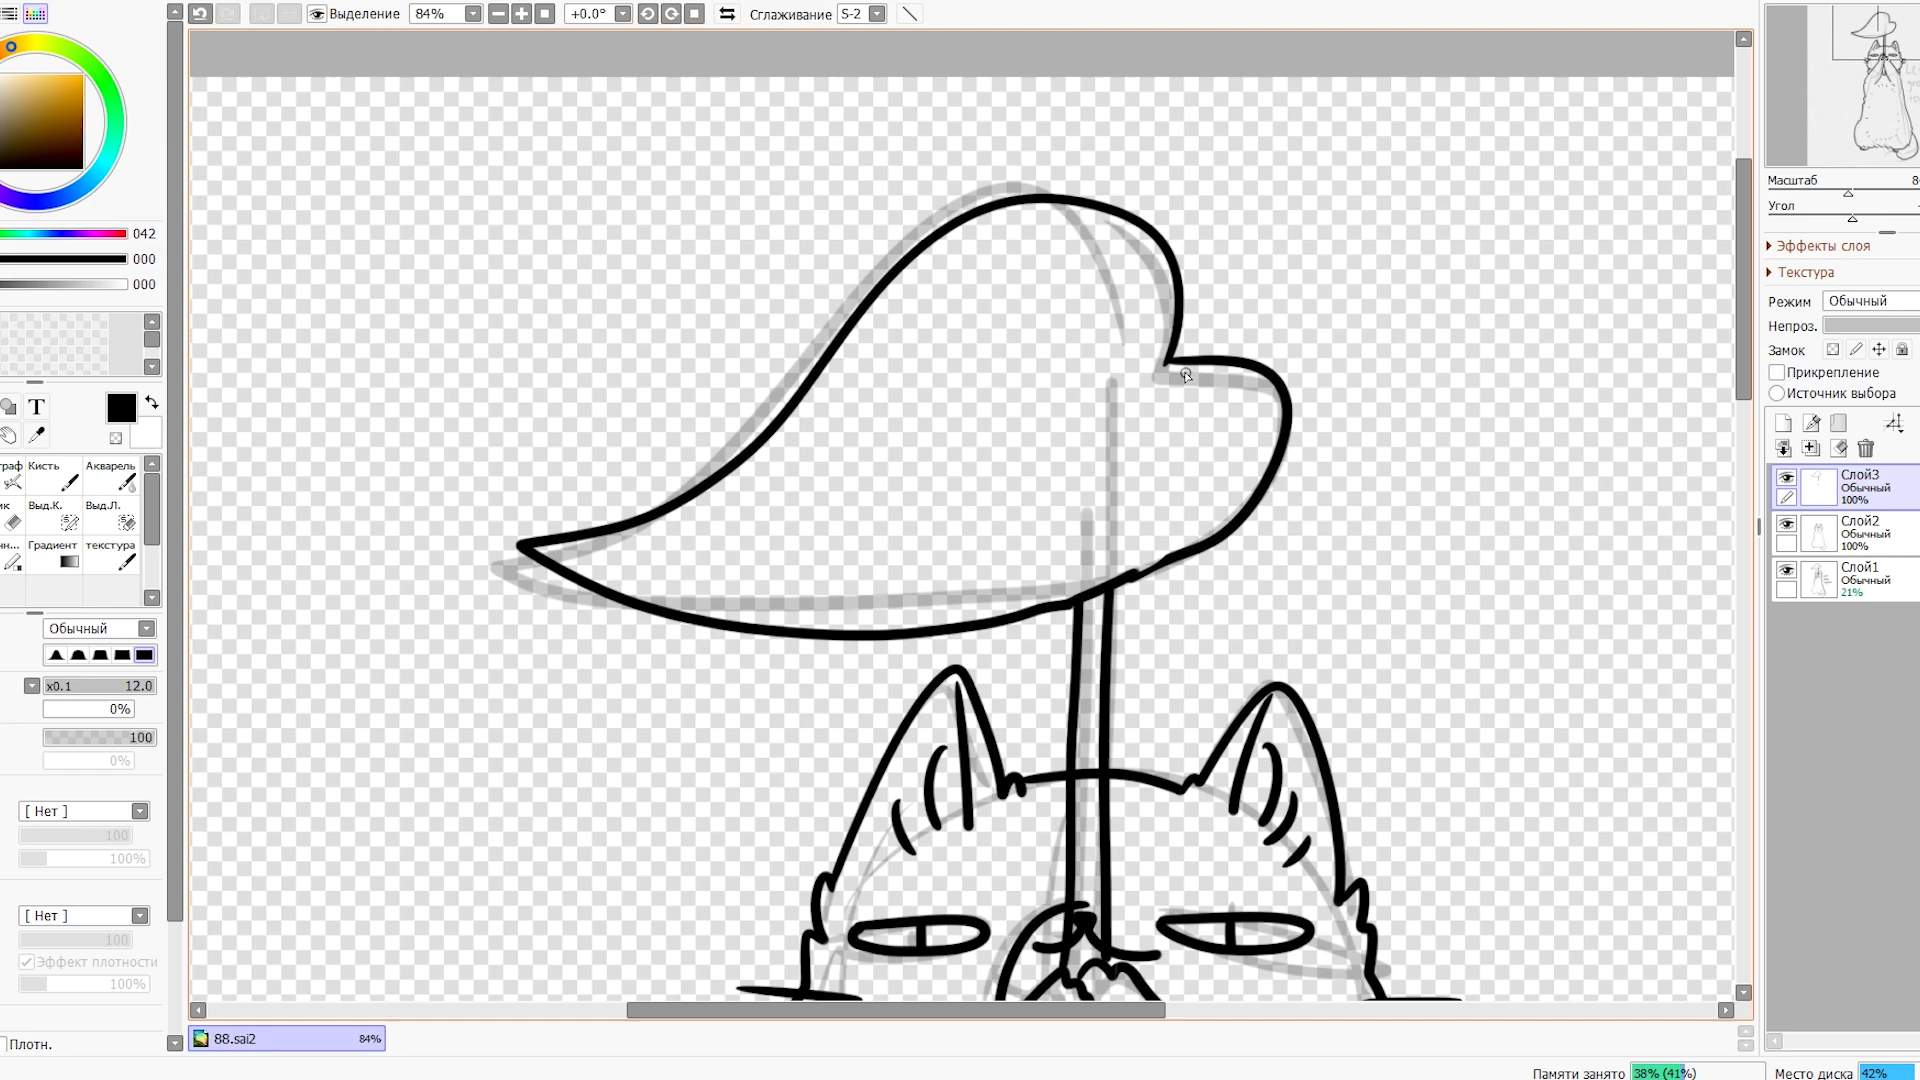 Выделение 84% +0.0° Сглаживание S-2
042
000
000
T
Кисть Акварель
Выд.К. Выд.Л.
Градиент текстура
Обычный
x0.1 12.0
0%
100
0%
[ Нет ]
100
100%
[ Нет ]
100
Эффект плотности
100%
Плотн.
88.sai2 84%
Масштаб
Угол
Эффекты слоя
Текстура
Режим Обычный
Непроз.
Замок
Прикрепление
Источник выбора
Слой3
Обычный
100%
Слой2
Обычный
100%
Слой1
Обычный
21%
Памяти занято 38% (41%) Место диска 42%